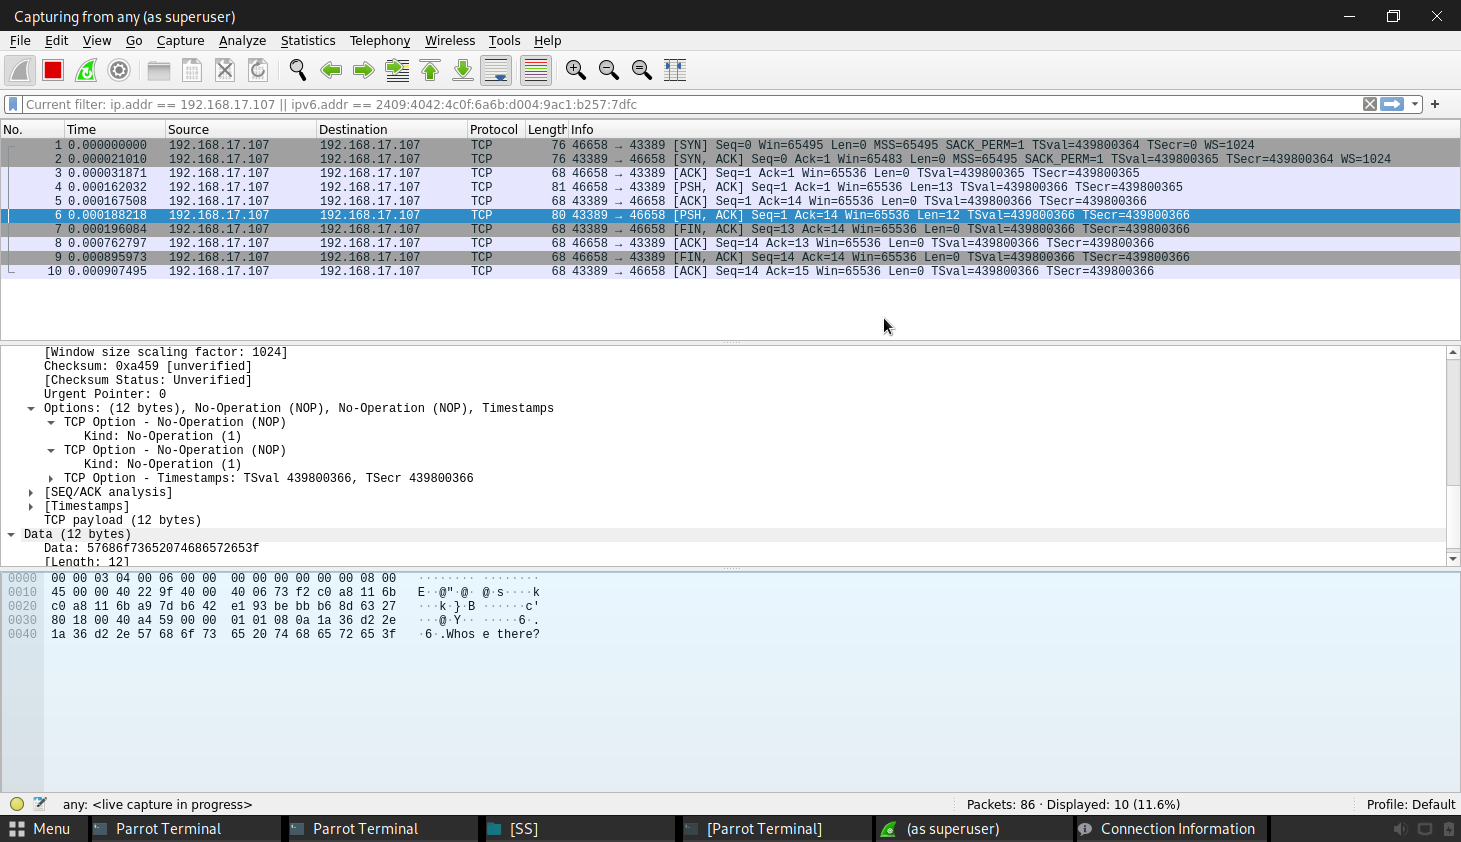 Capturing from any (as superuser)
File Edit View Go Capture Analyze Statistics Telephony Wireless Tools Help
Current filter: ip.addr == 192.168.17.107 || ipv6.addr == 2409:4042:4c0f:6a6b:d004:9ac1:b257:7dfc
No. Time Source Destination Protocol Length Info
1 0.000000000 192.168.17.107 192.168.17.107 TCP 76 46658 → 43389 [SYN] Seq=0 Win=65495 Len=0 MSS=65495 SACK_PERM=1 TSval=439800364 TSecr=0 WS=1024
2 0.000021010 192.168.17.107 192.168.17.107 TCP 76 43389 → 46658 [SYN, ACK] Seq=0 Ack=1 Win=65483 Len=0 MSS=65495 SACK_PERM=1 TSval=439800365 TSecr=439800364 WS=1024
3 0.000031871 192.168.17.107 192.168.17.107 TCP 68 46658 → 43389 [ACK] Seq=1 Ack=1 Win=65536 Len=0 TSval=439800365 TSecr=439800365
4 0.000162032 192.168.17.107 192.168.17.107 TCP 81 46658 → 43389 [PSH, ACK] Seq=1 Ack=1 Win=65536 Len=13 TSval=439800366 TSecr=439800365
5 0.000167508 192.168.17.107 192.168.17.107 TCP 68 43389 → 46658 [ACK] Seq=1 Ack=14 Win=65536 Len=0 TSval=439800366 TSecr=439800366
6 0.000188218 192.168.17.107 192.168.17.107 TCP 80 43389 → 46658 [PSH, ACK] Seq=1 Ack=14 Win=65536 Len=12 TSval=439800366 TSecr=439800366
7 0.000196084 192.168.17.107 192.168.17.107 TCP 68 43389 → 46658 [FIN, ACK] Seq=13 Ack=14 Win=65536 Len=0 TSval=439800366 TSecr=439800366
8 0.000762797 192.168.17.107 192.168.17.107 TCP 68 46658 → 43389 [ACK] Seq=14 Ack=13 Win=65536 Len=0 TSval=439800366 TSecr=439800366
9 0.000895973 192.168.17.107 192.168.17.107 TCP 68 46658 → 43389 [FIN, ACK] Seq=14 Ack=14 Win=65536 Len=0 TSval=439800366 TSecr=439800366
10 0.000907495 192.168.17.107 192.168.17.107 TCP 68 43389 → 46658 [ACK] Seq=14 Ack=15 Win=65536 Len=0 TSval=439800366 TSecr=439800366
[Window size scaling factor: 1024]
Checksum: 0xa459 [unverified]
[Checksum Status: Unverified]
Urgent Pointer: 0
Options: (12 bytes), No-Operation (NOP), No-Operation (NOP), Timestamps
TCP Option - No-Operation (NOP)
Kind: No-Operation (1)
TCP Option - No-Operation (NOP)
Kind: No-Operation (1)
TCP Option - Timestamps: TSval 439800366, TSecr 439800366
[SEQ/ACK analysis]
[Timestamps]
TCP payload (12 bytes)
Data (12 bytes)
Data: 57686f73652074686572653f
[Length: 12]
0000 00 00 03 04 00 06 00 00 00 00 00 00 00 00 08 00 ········ ········
0010 45 00 00 40 22 9f 40 00 40 06 73 f2 c0 a8 11 6b E··@"·@· @·s····k
0020 c0 a8 11 6b a9 7d b6 42 e1 93 be bb b6 8d 63 27 ···k·}·B ······c'
0030 80 18 00 40 a4 59 00 00 01 01 08 0a 1a 36 d2 2e ···@·Y·· ·····6·.
0040 1a 36 d2 2e 57 68 6f 73 65 20 74 68 65 72 65 3f ·6·.Whos e there?
any: <live capture in progress> Packets: 86 · Displayed: 10 (11.6%) Profile: Default
Menu Parrot Terminal Parrot Terminal [SS] [Parrot Terminal] (as superuser) Connection Information